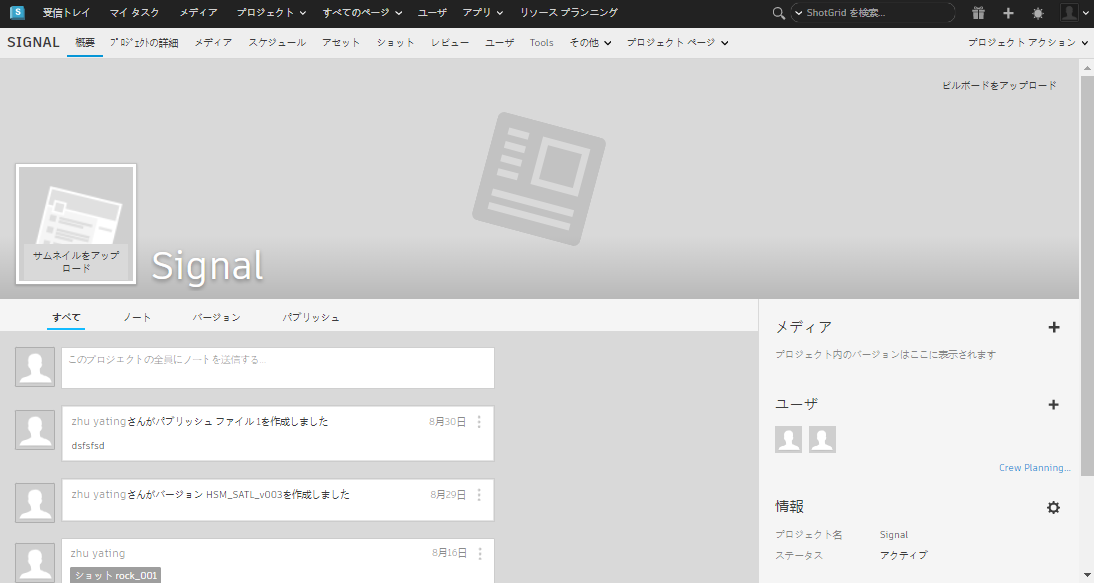 S 受信トレイ マイ タスク メディア プロジェクト すべてのページ ユーザ アプリ リソース プランニング ShotGrid を検索...
SIGNAL 概要 プロジェクトの詳細 メディア スケジュール アセット ショット レビュー ユーザ Tools その他 プロジェクト ページ プロジェクト アクション
ビルボードをアップロード
サムネイルをアップ
ロード
Signal
すべて ノート バージョン パブリッシュ
このプロジェクトの全員にノートを送信する...
zhu yatingさんがパブリッシュ ファイル 1を作成しました 8月30日
dsfsfsd
zhu yatingさんがバージョン HSM_SATL_v003を作成しました 8月29日
zhu yating 8月16日
ショット rock_001
メディア
プロジェクト内のバージョンはここに表示されます
ユーザ
Crew Planning...
情報
プロジェクト名 Signal
ステータス アクティブ